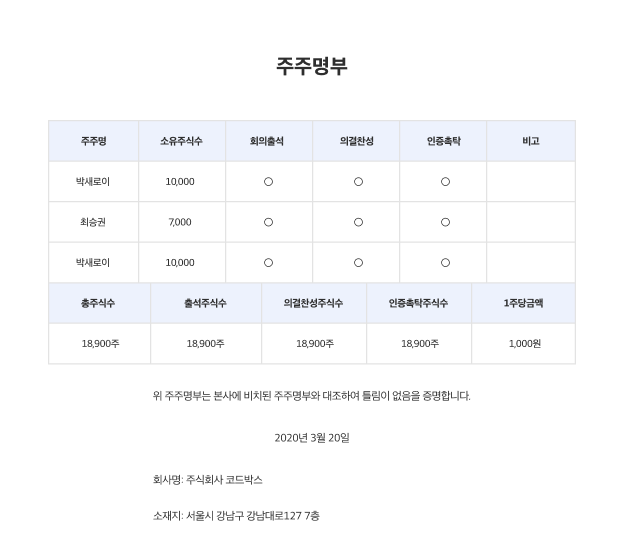 주주명부
주주명 소유주식수 회의출석 의결찬성 인증촉탁 비고
박새로이 10,000 ○ ○ ○
최승권 7,000 ○ ○ ○
박새로이 10,000 ○ ○ ○
총주식수 출석주식수 의결찬성주식수 인증촉탁주식수 1주당금액
18,900주 18,900주 18,900주 18,900주 1,000원
위 주주명부는 본사에 비치된 주주명부와 대조하여 틀림이 없음을 증명합니다.
2020년 3월 20일
회사명: 주식회사 코드박스
소재지: 서울시 강남구 강남대로127 7층